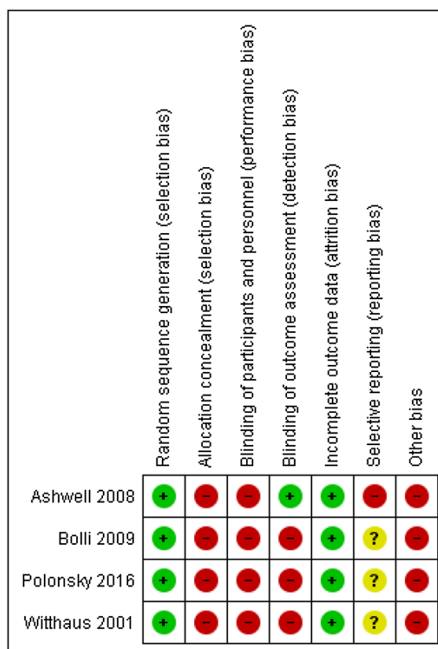 Random sequence generation (selection bias)
Allocation concealment (selection bias)
Blinding of participants and personnel (performance bias)
Blinding of outcome assessment (detection bias)
Incomplete outcome data (attrition bias)
Selective reporting (reporting bias)
Other bias
Ashwell 2008 + - - + + - -
Bolli 2009 + - - - + ? -
Polonsky 2016 + - - - + ? -
Witthaus 2001 + - - - + ? -